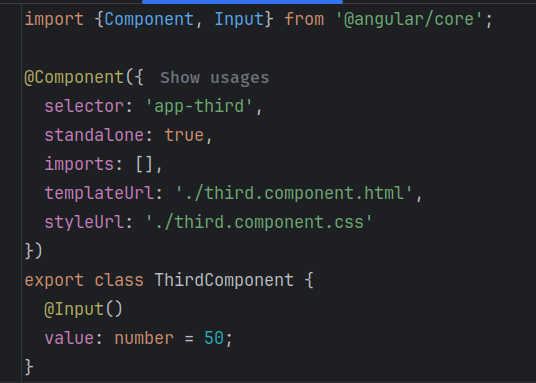 import {Component, Input} from '@angular/core';
@Component({ Show usages
selector: 'app-third',
standalone: true,
imports: [],
templateUrl: './third.component.html',
styleUrl: './third.component.css'
})
export class ThirdComponent {
@Input()
value: number = 50;
}